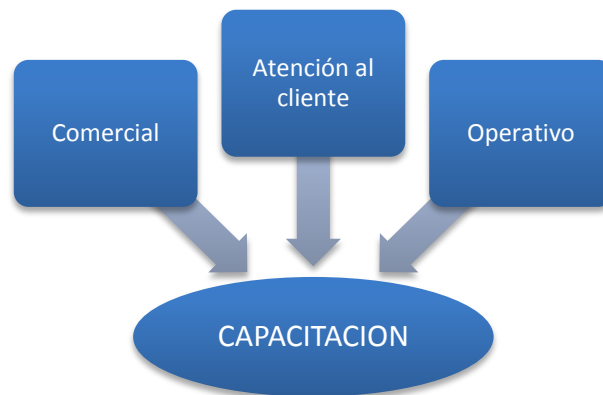 Comercial
Atención al
cliente
Operativo
CAPACITACION